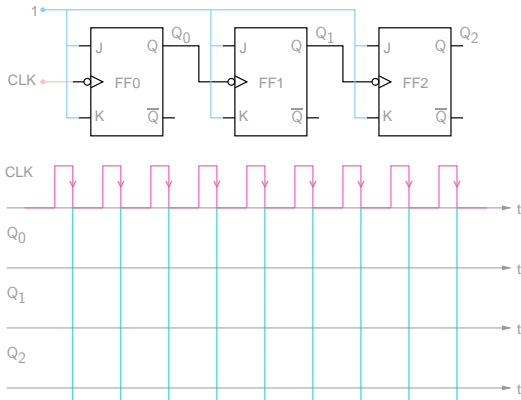 1
Q0 Q1 Q2
J Q J Q J Q
CLK FF0 FF1 FF2
K Q̅ K Q̅ K Q̅
CLK
t
Q0
t
Q1
t
Q2
t